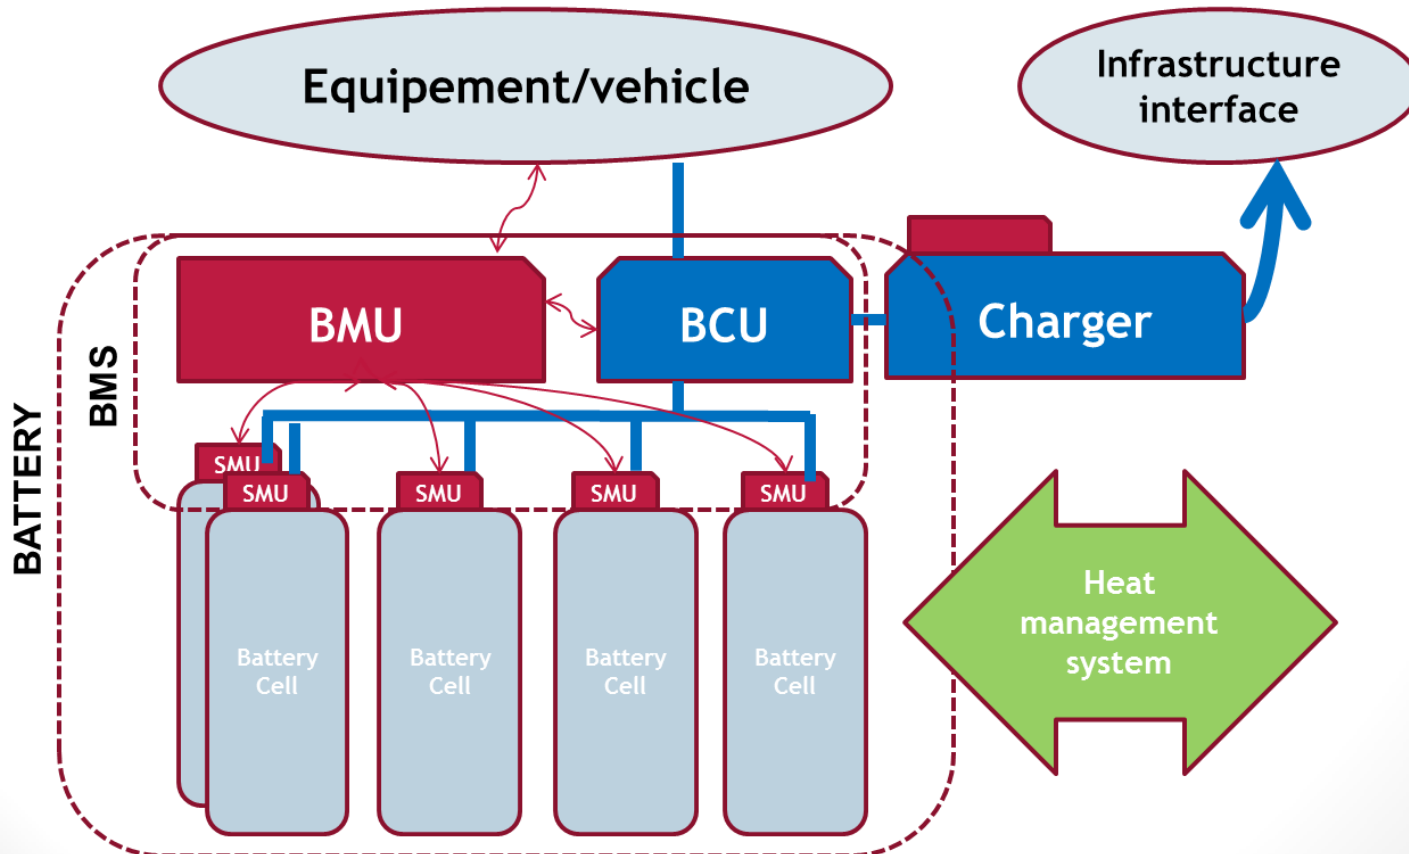 Equipement/vehicle
Infrastructure
interface
BATTERY
BMS
BMU
BCU
Charger
SMU
SMU
SMU
SMU
SMU
Battery
Cell
Battery
Cell
Battery
Cell
Battery
Cell
Heat
management
system